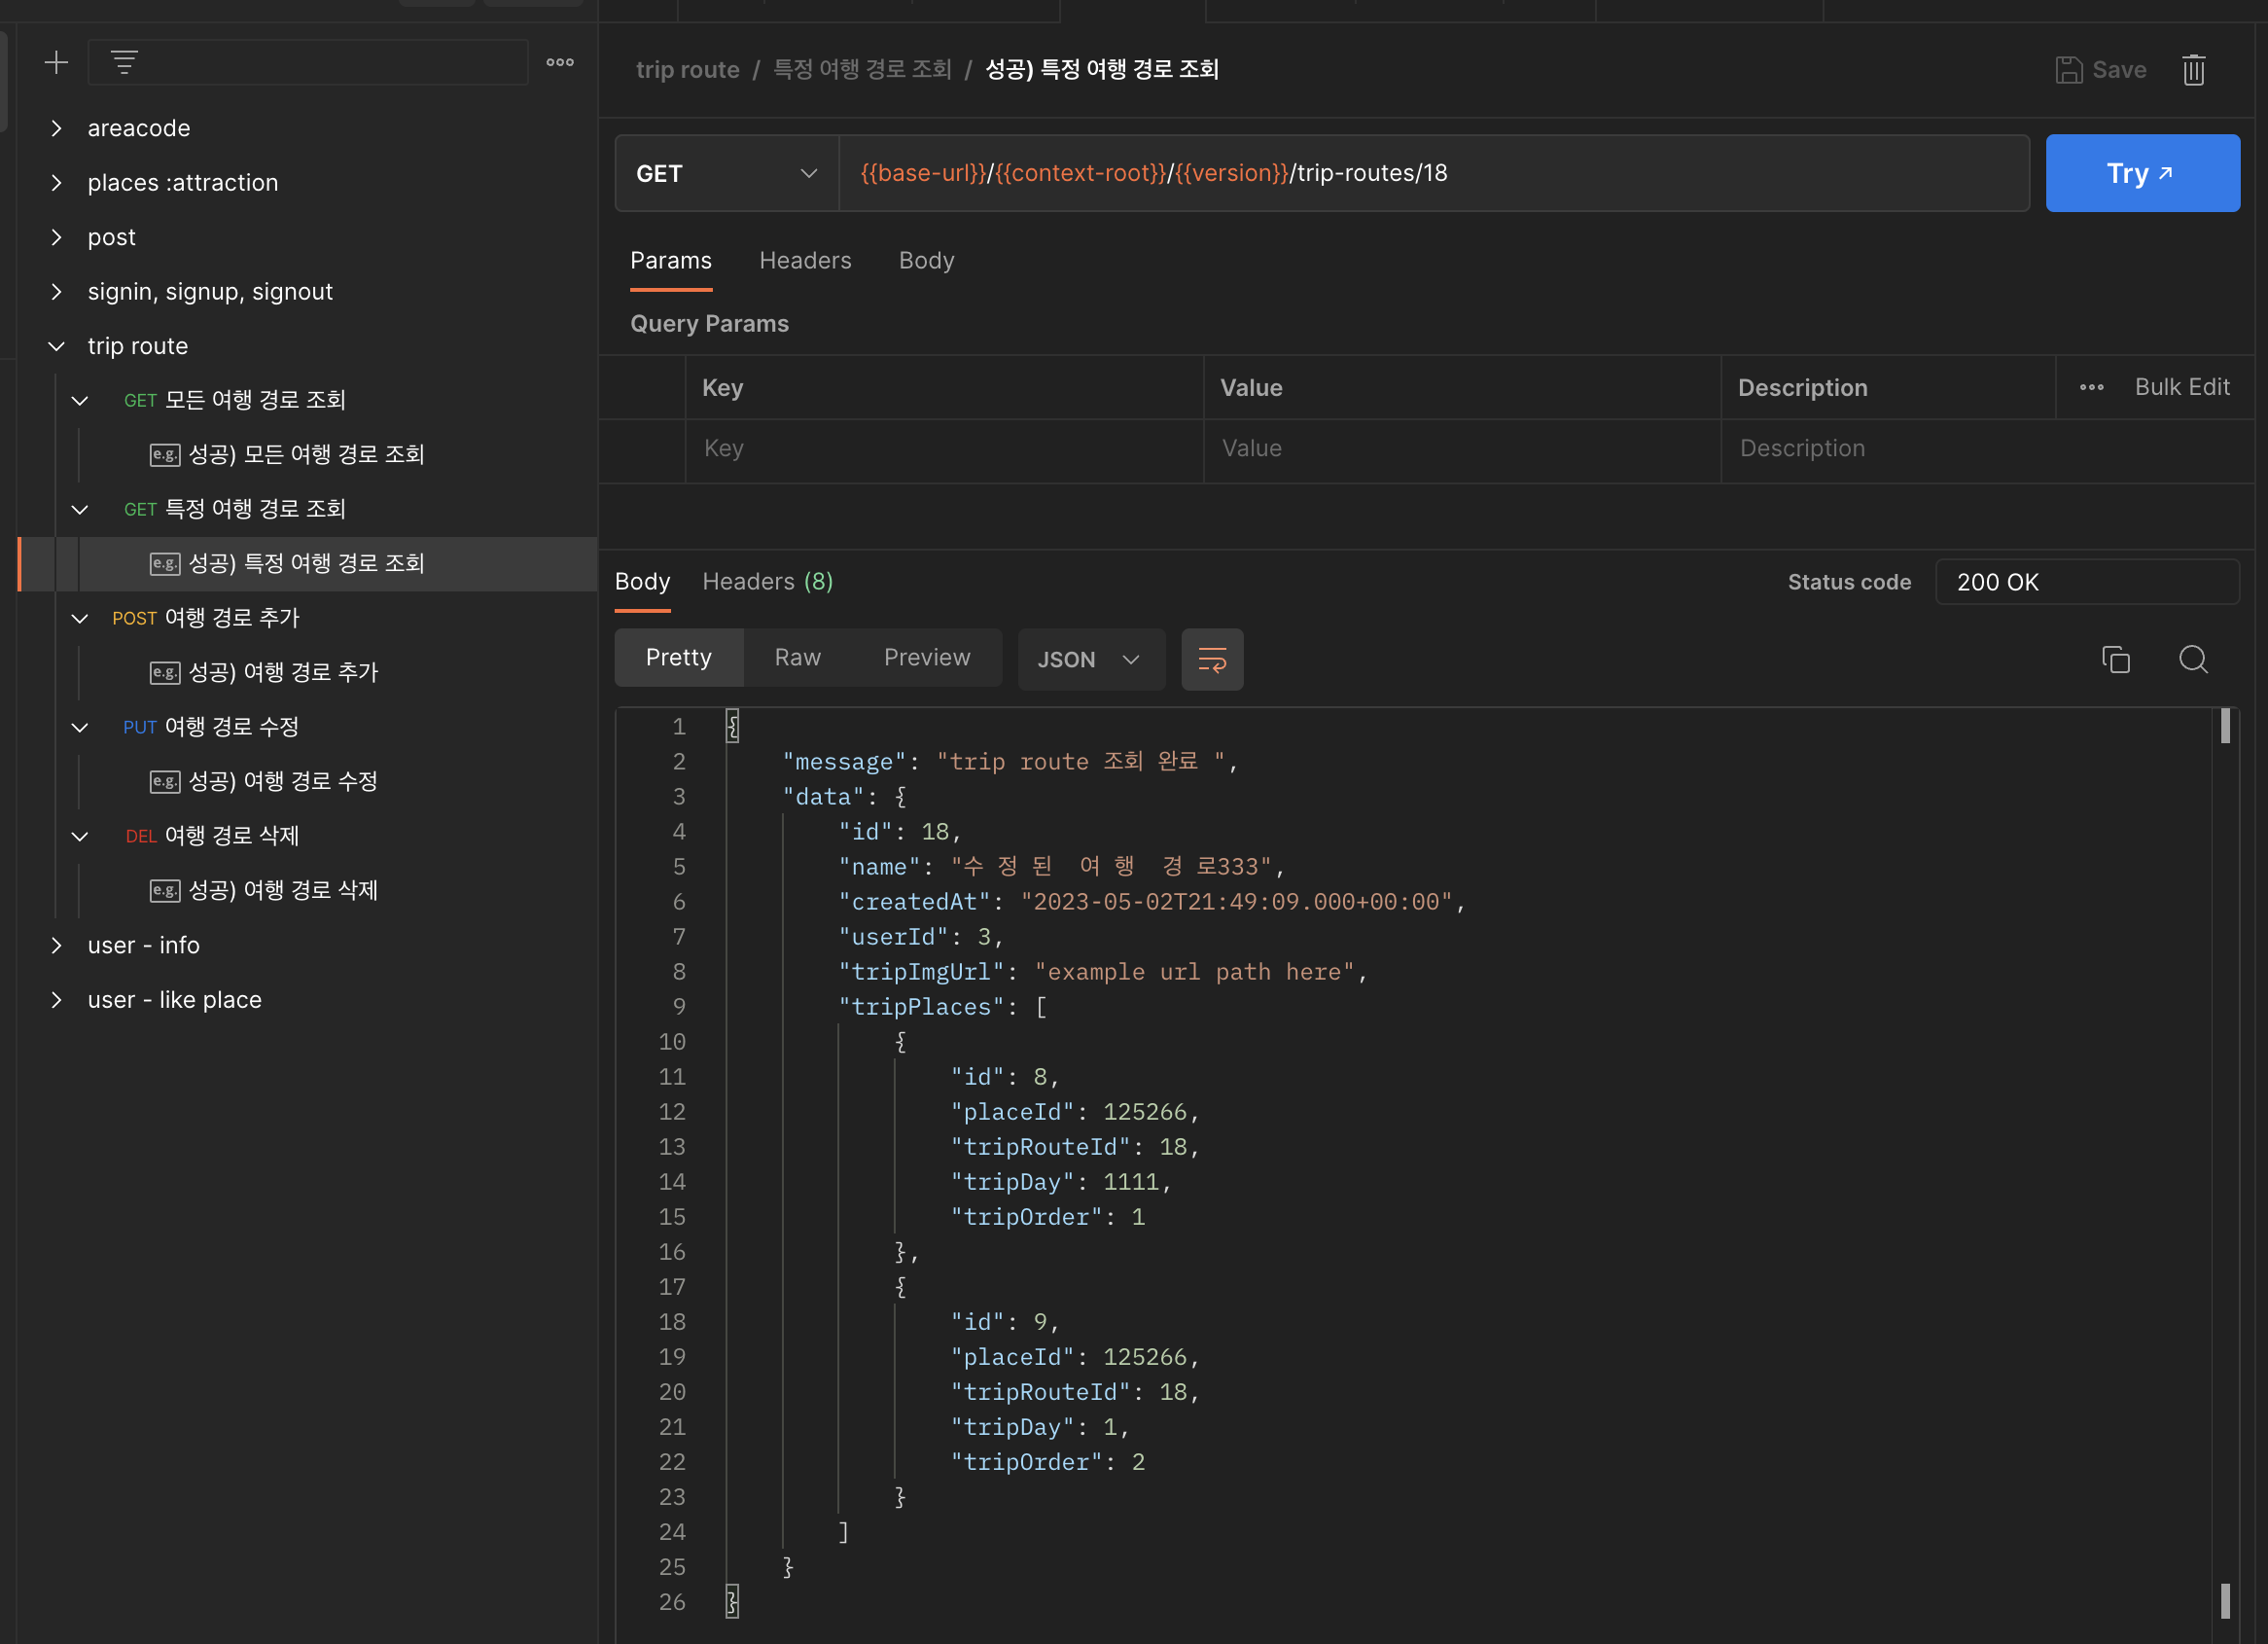 areacode
places :attraction
post
signin, signup, signout
trip route
GET 모든 여행 경로 조회
e.g. 성공) 모든 여행 경로 조회
GET 특정 여행 경로 조회
e.g. 성공) 특정 여행 경로 조회
POST 여행 경로 추가
e.g. 성공) 여행 경로 추가
PUT 여행 경로 수정
e.g. 성공) 여행 경로 수정
DEL 여행 경로 삭제
e.g. 성공) 여행 경로 삭제
user - info
user - like place
trip route / 특정 여행 경로 조회 / 성공) 특정 여행 경로 조회
Save
GET {{base-url}}/{{context-root}}/{{version}}/trip-routes/18
Try
Params Headers Body
Query Params
Key Value Description Bulk Edit
Key Value Description
Body Headers (8) Status code 200 OK
Pretty Raw Preview JSON
1 {
2 "message": "trip route 조회 완료 ",
3 "data": {
4 "id": 18,
5 "name": "수 정 된  여 행  경 로333",
6 "createdAt": "2023-05-02T21:49:09.000+00:00",
7 "userId": 3,
8 "tripImgUrl": "example url path here",
9 "tripPlaces": [
10 {
11 "id": 8,
12 "placeId": 125266,
13 "tripRouteId": 18,
14 "tripDay": 1111,
15 "tripOrder": 1
16 },
17 {
18 "id": 9,
19 "placeId": 125266,
20 "tripRouteId": 18,
21 "tripDay": 1,
22 "tripOrder": 2
23 }
24 ]
25 }
26 }